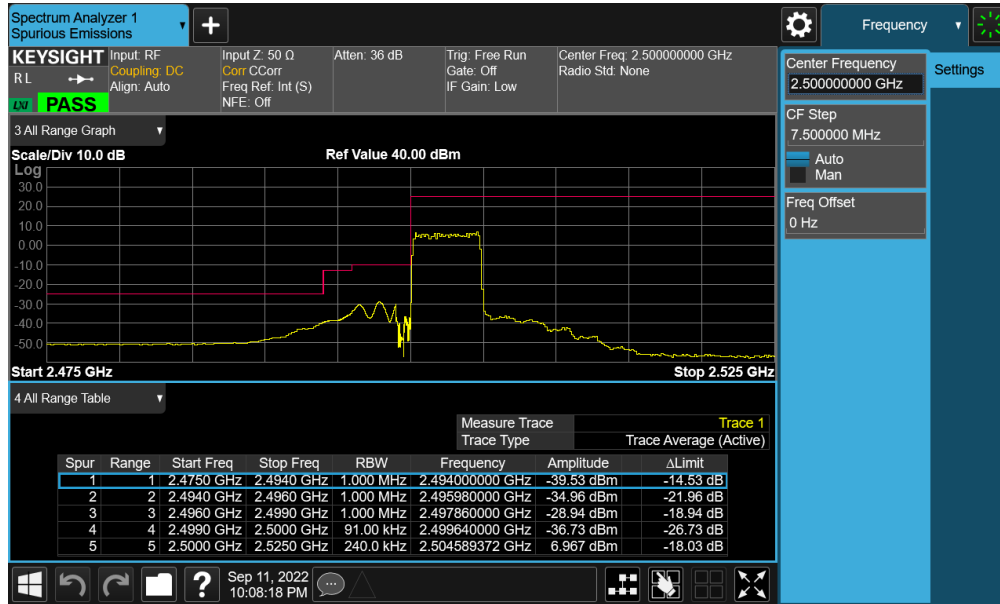 Spectrum Analyzer 1
Spurious Emissions
Frequency
KEYSIGHT
R L
LXI
PASS
Input: RF
Coupling: DC
Align: Auto
Input Z: 50 Ω
Corr CCorr
Freq Ref: Int (S)
NFE: Off
Atten: 36 dB
Trig: Free Run
Gate: Off
IF Gain: Low
Center Freq: 2.500000000 GHz
Radio Std: None
Center Frequency
2.500000000 GHz
Settings
CF Step
7.500000 MHz
Auto
Man
Freq Offset
0 Hz
3 All Range Graph
Scale/Div 10.0 dB Ref Value 40.00 dBm
Log
30.0
20.0
10.0
0.00
-10.0
-20.0
-30.0
-40.0
-50.0
Start 2.475 GHz Stop 2.525 GHz
4 All Range Table
Measure Trace Trace 1
Trace Type Trace Average (Active)
Spur Range Start Freq Stop Freq RBW Frequency Amplitude ΔLimit
1 1 2.4750 GHz 2.4940 GHz 1.000 MHz 2.494000000 GHz -39.53 dBm -14.53 dB
2 2 2.4940 GHz 2.4960 GHz 1.000 MHz 2.495980000 GHz -34.96 dBm -21.96 dB
3 3 2.4960 GHz 2.4990 GHz 1.000 MHz 2.497860000 GHz -28.94 dBm -18.94 dB
4 4 2.4990 GHz 2.5000 GHz 91.00 kHz 2.499640000 GHz -36.73 dBm -26.73 dB
5 5 2.5000 GHz 2.5250 GHz 240.0 kHz 2.504589372 GHz 6.967 dBm -18.03 dB
?
Sep 11, 2022
10:08:18 PM